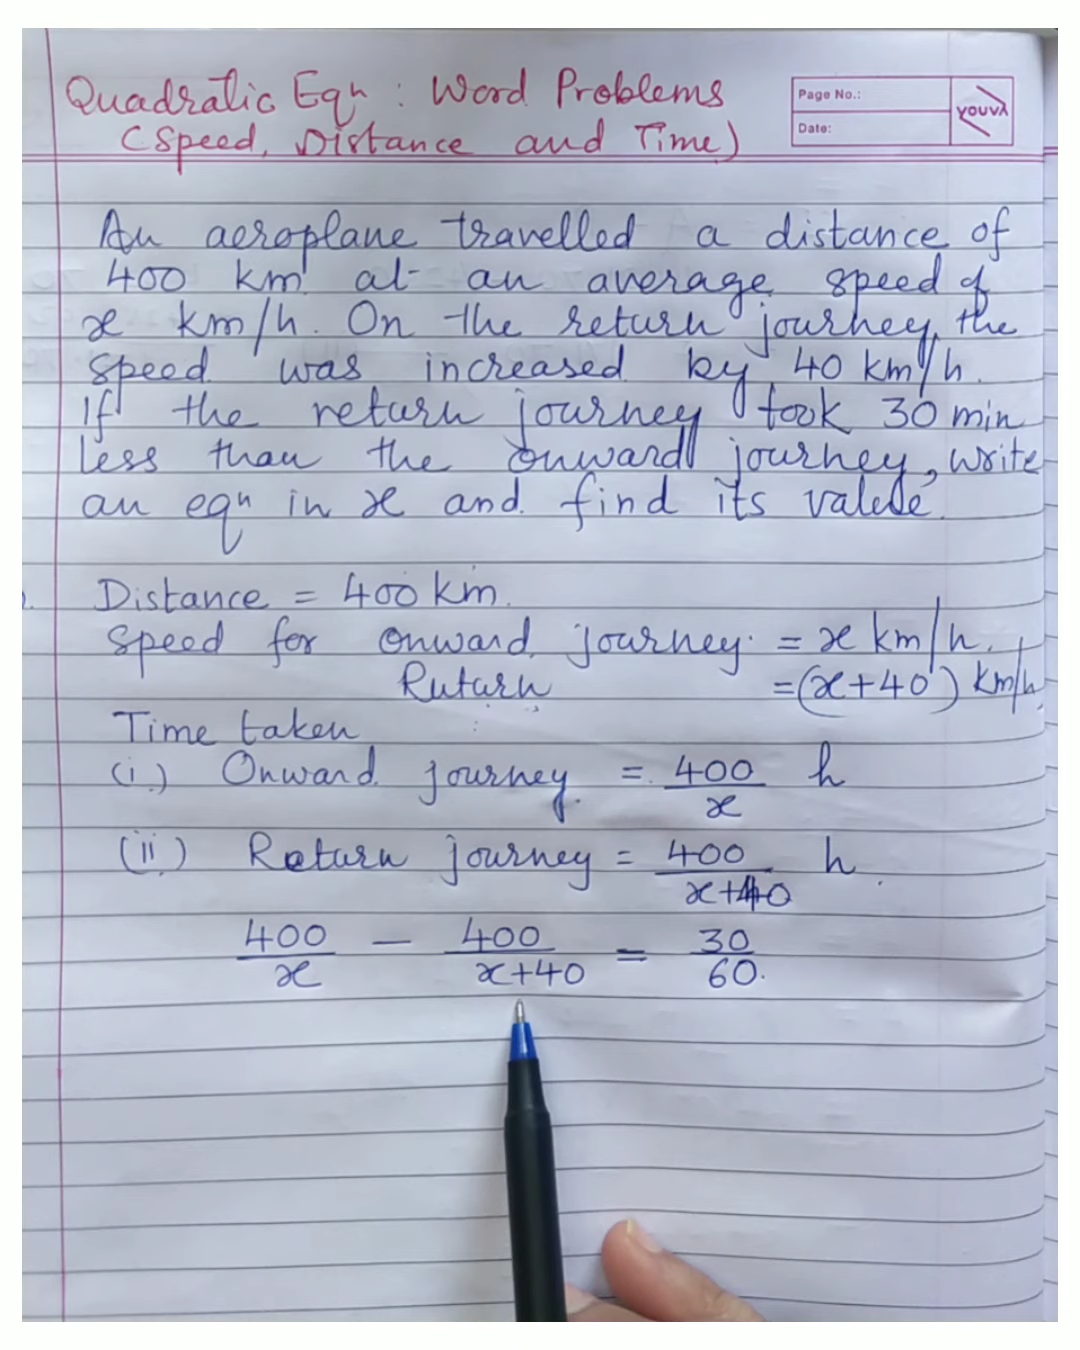 Quadratic Eqn : Word Problems
(Speed, Distance and Time)
Page No.:
Date:
YOUVA
An aeroplane travelled a distance of
400 km at an average speed of
x km/h. On the return journey, the
speed was increased by 40 km/h.
If the return journey took 30 min
less than the onward journey, write
an eqn in x and find its value.
Distance = 400 km.
Speed for onward journey = x km/h.
Ruturn = (x+40) km/h.
Time taken
(i) Onward journey = 400/x h
(ii) Return journey = 400/x+40 h.
400/x - 400/x+40 = 30/60.